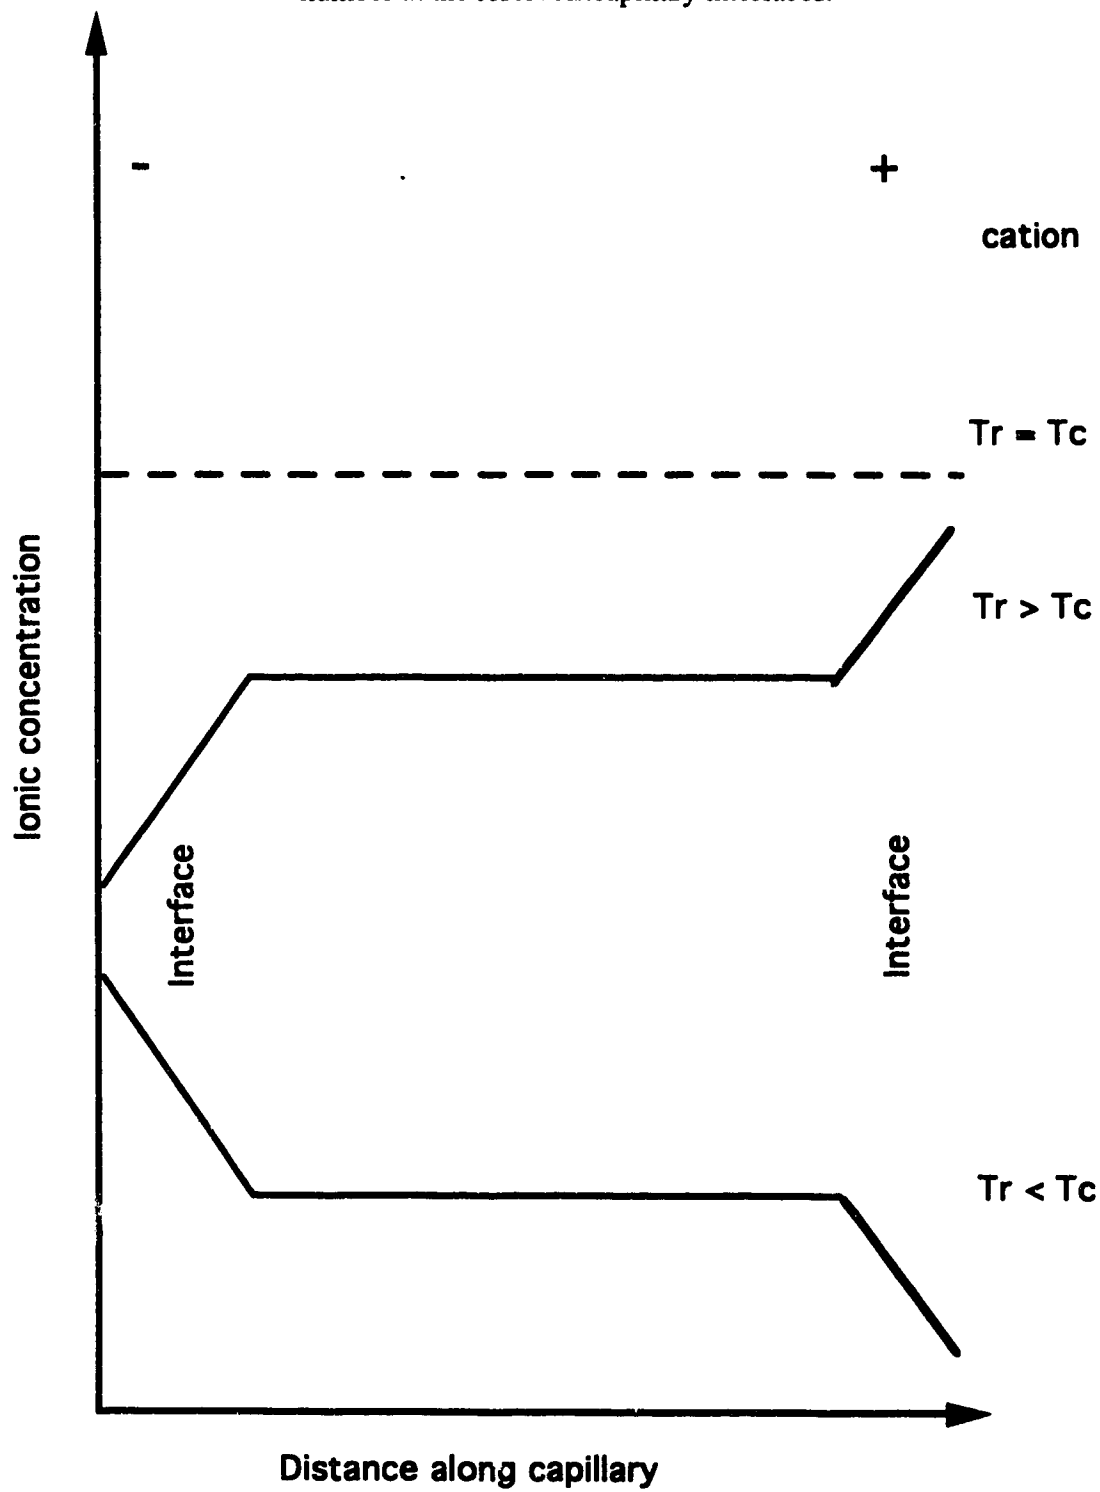 -
+
cation
Tr = Tc
Tr > Tc
Ionic concentration
Interface
Interface
Tr < Tc
Distance along capillary